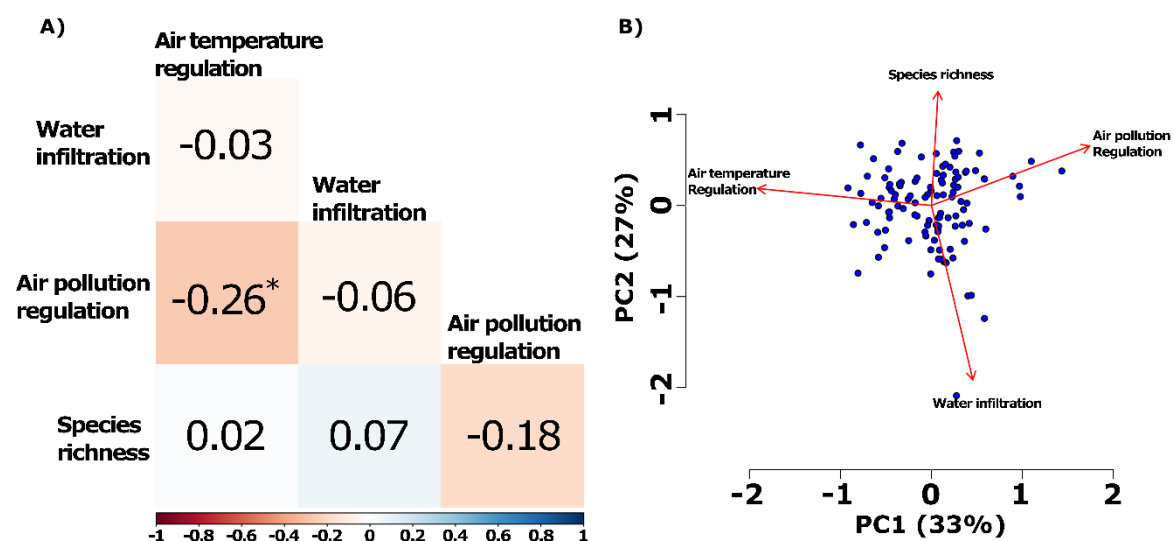 A)
Air temperature
regulation
Water
infiltration
-0.03
Water
infiltration
Air pollution
regulation
-0.26*
-0.06
Air pollution
regulation
Species
richness
0.02
0.07
-0.18
-1 -0.8 -0.6 -0.4 -0.2 0 0.2 0.4 0.6 0.8 1
B)
Species richness
Air pollution
Regulation
Air temperature
Regulation
Water infiltration
PC2 (27%)
1
0
-1
-2
-2 -1 0 1 2
PC1 (33%)